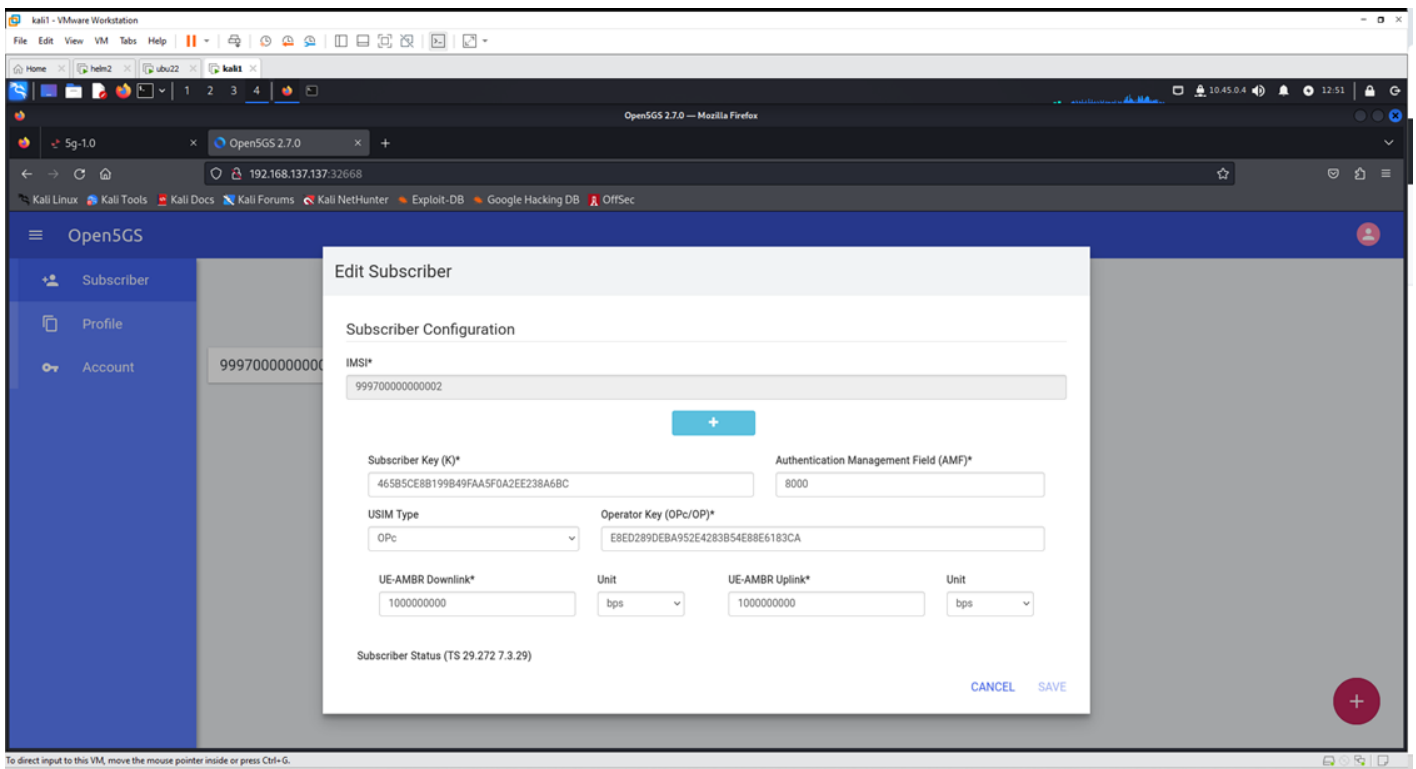 kali1 - VMware Workstation
File Edit View VM Tabs Help
Home helm2 ubu22 kali1
1 2 3 4 10.45.0.4 12:51
Open5GS 2.7.0 — Mozilla Firefox
5g-1.0 Open5GS 2.7.0
192.168.137.137:32668
Kali Linux Kali Tools Kali Docs Kali Forums Kali NetHunter Exploit-DB Google Hacking DB OffSec
Open5GS
Subscriber
Profile
Account
9997000000000
Edit Subscriber
Subscriber Configuration
IMSI*
999700000000002
+
Subscriber Key (K)* Authentication Management Field (AMF)*
465B5CE8B199B49FAA5F0A2EE238A6BC 8000
USIM Type Operator Key (OPc/OP)*
OPc E8ED289DEBA952E4283B54E88E6183CA
UE-AMBR Downlink* Unit UE-AMBR Uplink* Unit
1000000000 bps 1000000000 bps
Subscriber Status (TS 29.272 7.3.29)
CANCEL SAVE
To direct input to this VM, move the mouse pointer inside or press Ctrl+G.